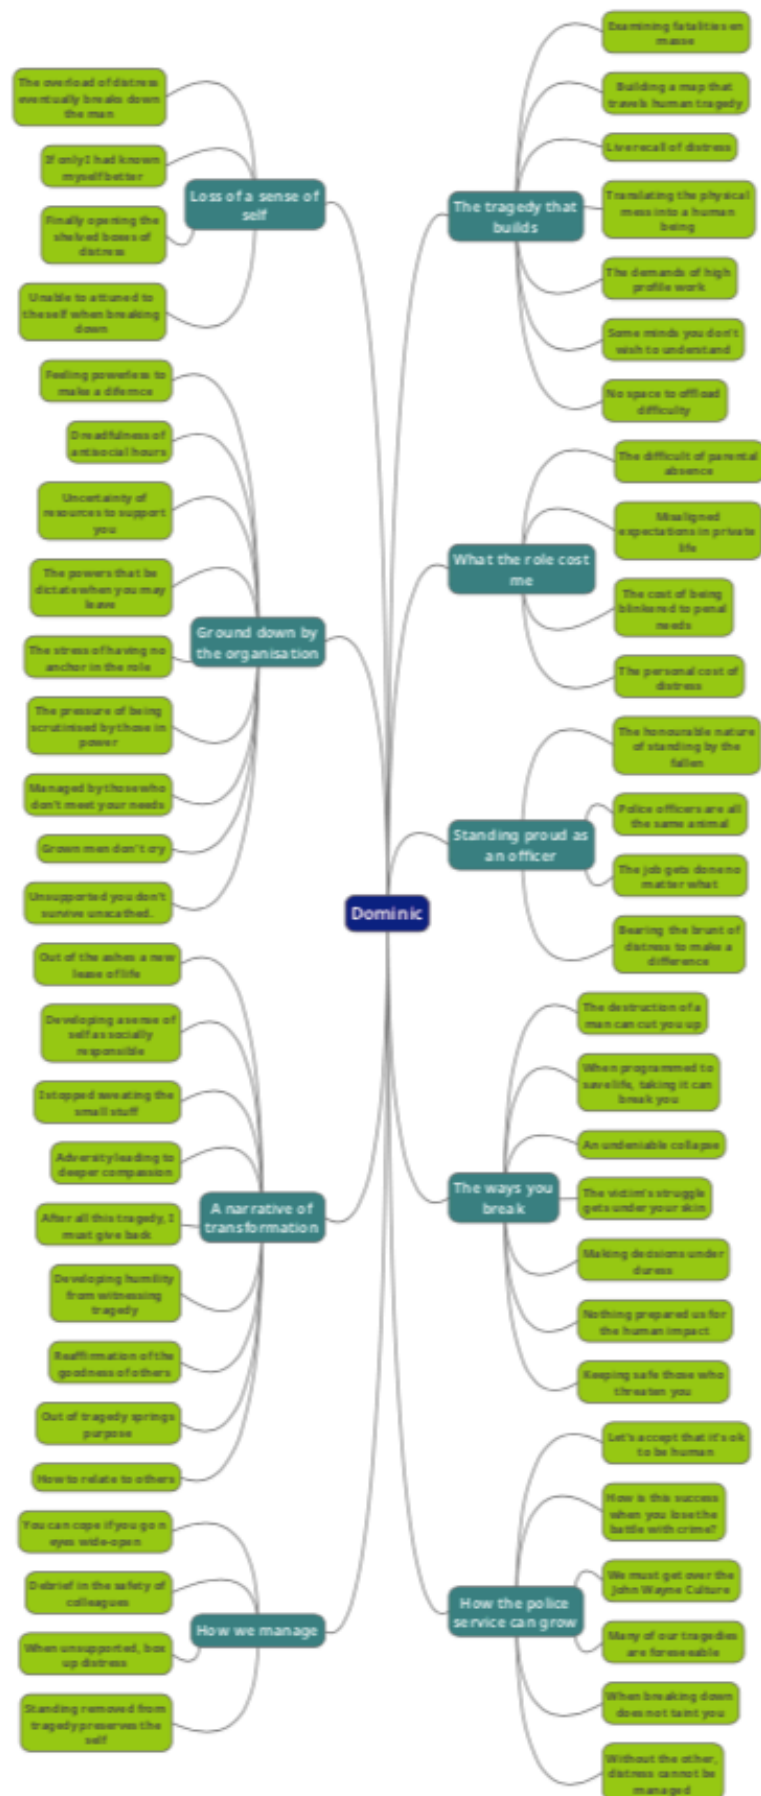 Dominic
Loss of a sense of
self
The overload of distress
eventually breaks down
the man
If only I had known
myself better
Finally opening the
shelved boxes of
distress
Unable to attuned to
the self when breaking
down
Ground down by
the organisation
Feeling powerless to
make a difernce
Dreadfulness of
antisocial hours
Uncertainty of
resources to support
you
The powers that be
dictate when you may
leave
The stress of having no
anchor in the role
The pressure of being
scrutinised by those in
power
Managed by those who
don't meet your needs
Grown men don't cry
Unsupported you don't
survive unscathed.
A narrative of
transformation
Out of the ashes a new
lease of life
Developing a sense of
self as socially
responsible
I stopped sweating the
small stuff
Adversity leading to
deeper compassion
After all this tragedy, I
must give back
Developing humility
from witnessing
tragedy
Reaffirmation of the
goodness of others
Out of tragedy springs
purpose
How to relate to others
How we manage
You can cope if you go n
eyes wide-open
Debrief in the safety of
colleagues
When unsupported, box
up distress
Standing removed from
tragedy preserves the
self
The tragedy that
builds
Examining fatalities en
masse
Building a map that
travels human tragedy
Live recall of distress
Translating the physical
mess into a human
being
The demands of high
profile work
Some minds you don't
wish to understand
No space to offload
difficulty
What the role cost
me
The difficult of parental
absence
Misaligned
expectations in private
life
The cost of being
blinkered to penal
needs
The personal cost of
distress
Standing proud as
an officer
The honourable nature
of standing by the
fallen
Police officers are all
the same animal
The job gets done no
matter what
Bearing the brunt of
distress to make a
difference
The ways you
break
The destruction of a
man can cut you up
When programmed to
save life, taking it can
break you
An undeniable collapse
The victim's struggle
gets under your skin
Making decisions under
duress
Nothing prepared us for
the human impact
Keeping safe those who
threaten you
How the police
service can grow
Let's accept that it's ok
to be human
How is this success
when you lose the
battle with crime?
We must get over the
John Wayne Culture
Many of our tragedies
are foreseeable
When breaking down
does not taint you
Without the other,
distress cannot be
managed